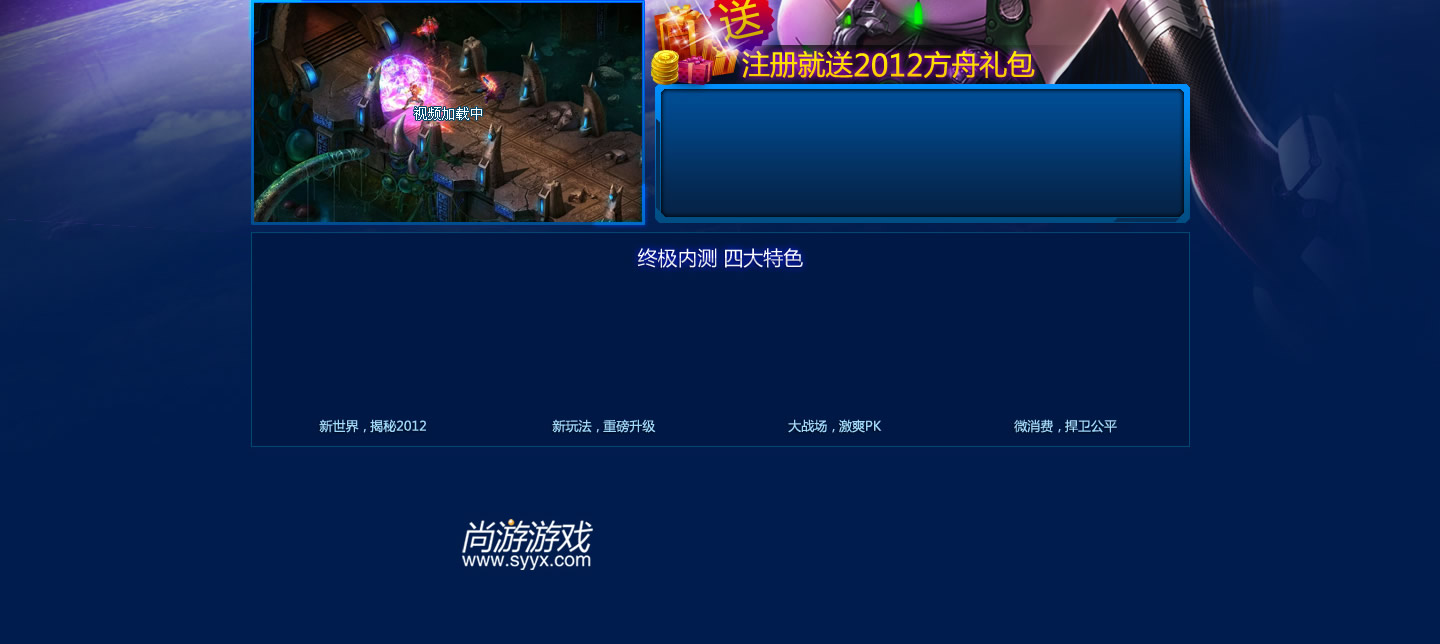 送
注册就送2012方舟礼包
视频加载中
终极内测 四大特色
新世界，揭秘2012
新玩法，重磅升级
大战场，激爽PK
微消费，捍卫公平
尚游游戏
www.syyx.com